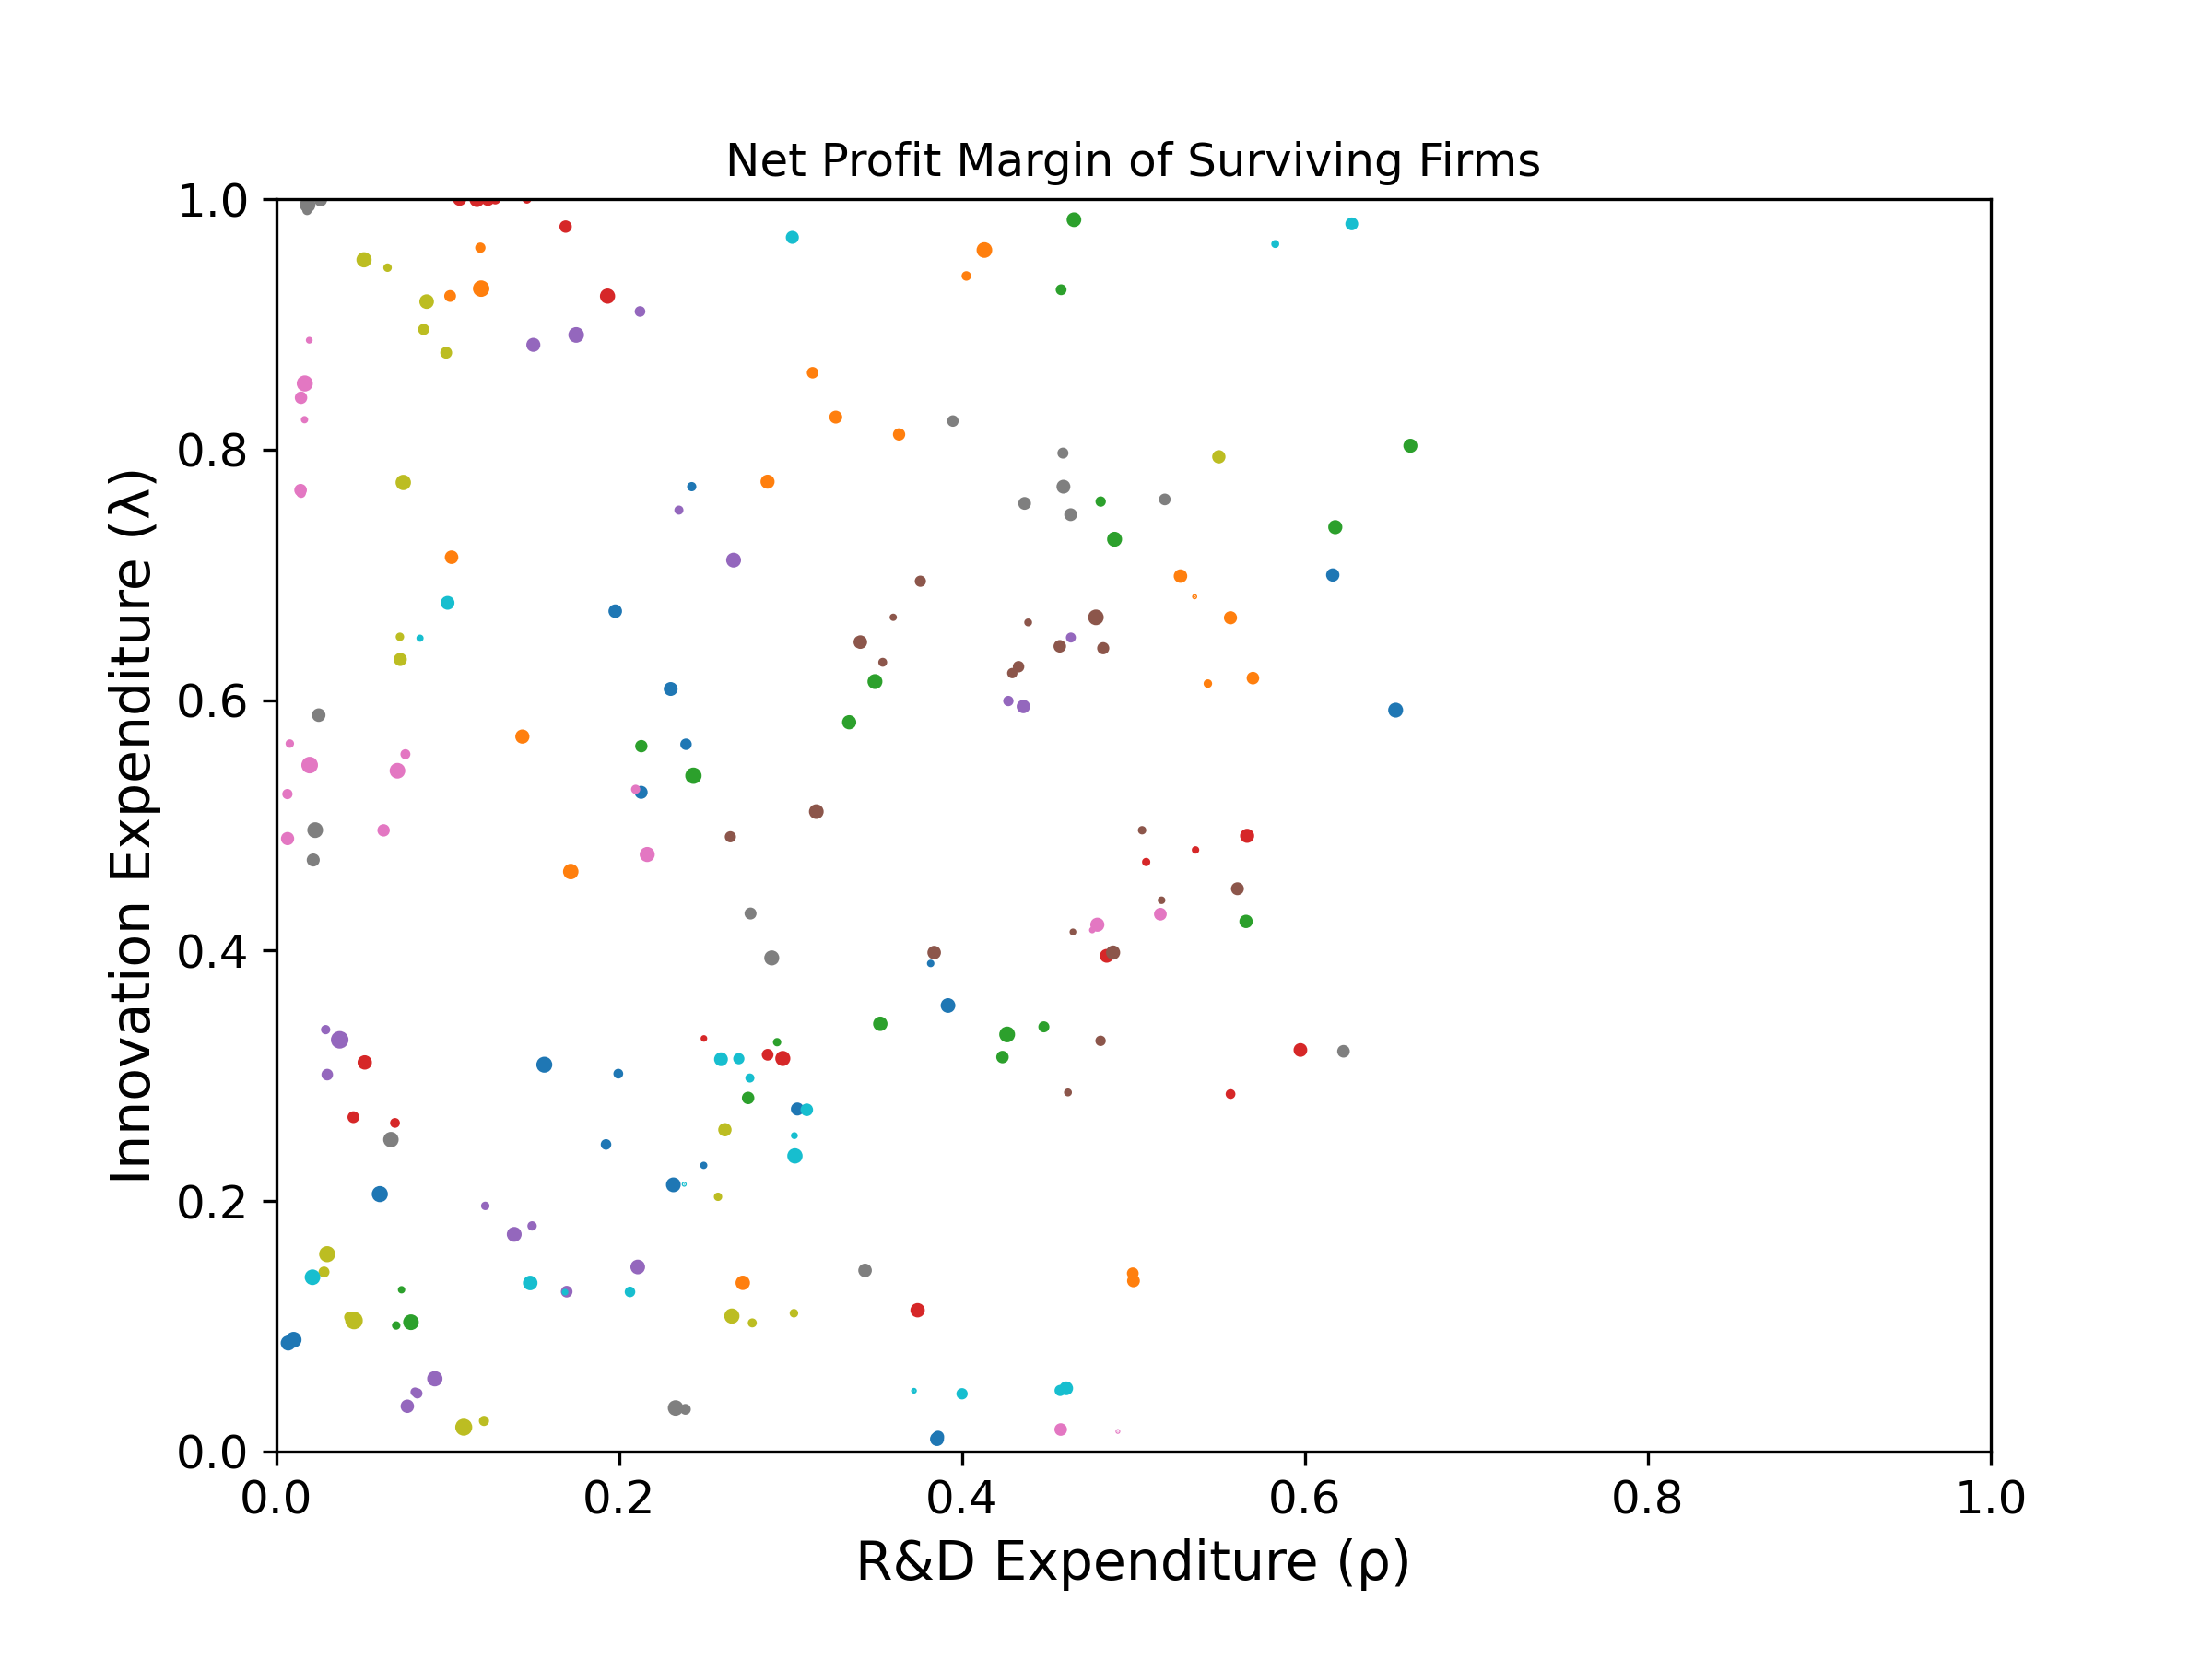 Net Profit Margin of Surviving Firms
1.0
0.8
0.6
0.4
0.2
0.0
Innovation Expenditure (λ)
0.0 0.2 0.4 0.6 0.8 1.0
R&D Expenditure (ρ)